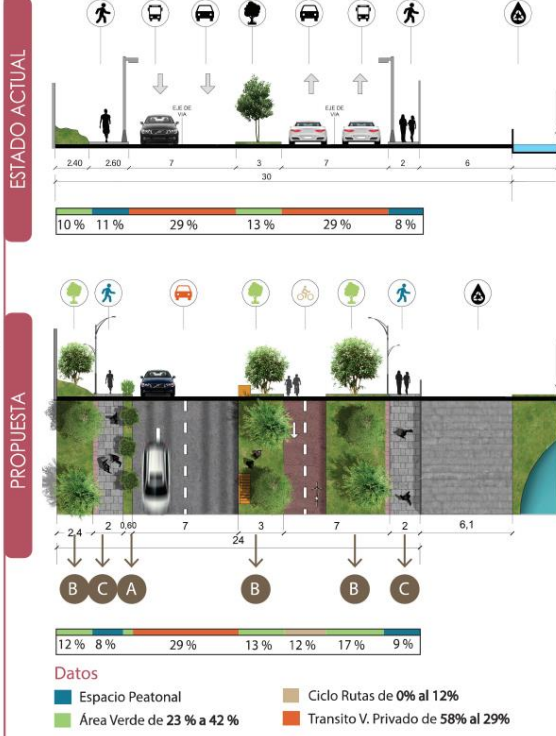 ESTADO ACTUAL
EJE DE
VIA
EJE DE
VIA
2.40 2.60 7 3 7 2 6
30
10 % 11 % 29 % 13 % 29 % 8 %
PROPUESTA
2,4 2 0,60 7 3 7 2 6,1
24
B C A B B C
12 % 8 % 29 % 13 % 12 % 17 % 9 %
Datos
Espacio Peatonal
Ciclo Rutas de 0% al 12%
Área Verde de 23 % a 42 %
Transito V. Privado de 58% al 29%